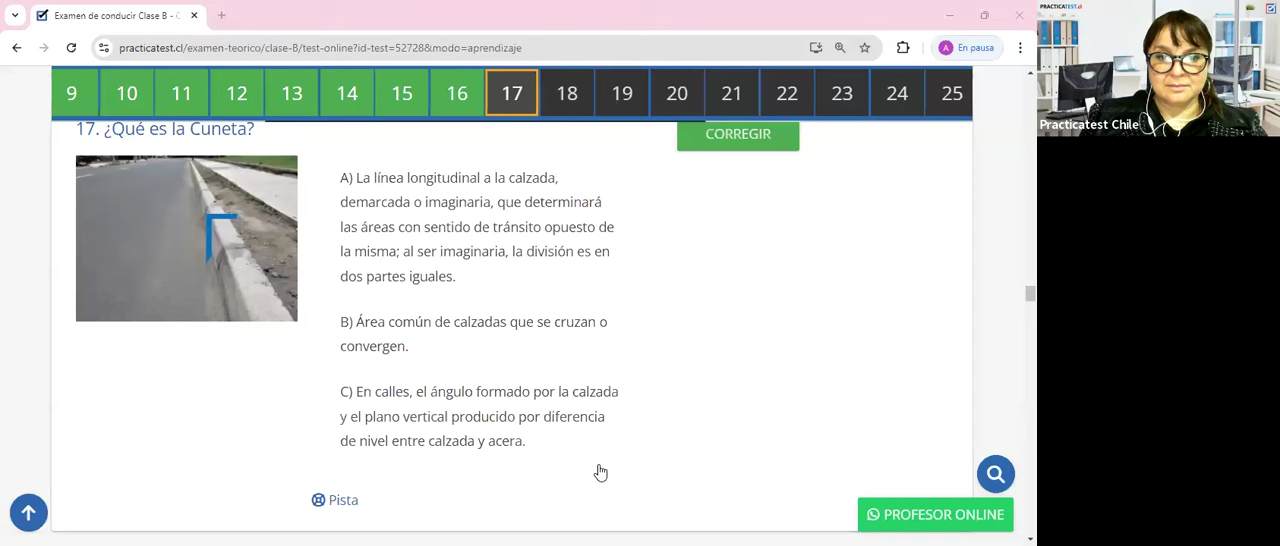 Examen de conducir Clase B - C
practicatest.cl/examen-teorico/clase-B/test-online?id-test=52728&modo=aprendizaje
A
En pausa
9 10 11 12 13 14 15 16 17 18 19 20 21 22 23 24 25
17. ¿Qué es la Cuneta?
CORREGIR
A) La línea longitudinal a la calzada,
demarcada o imaginaria, que determinará
las áreas con sentido de tránsito opuesto de
la misma; al ser imaginaria, la división es en
dos partes iguales.
B) Área común de calzadas que se cruzan o
convergen.
C) En calles, el ángulo formado por la calzada
y el plano vertical producido por diferencia
de nivel entre calzada y acera.
Pista
PROFESOR ONLINE
PRACTICATEST.cl
Practicatest Chile